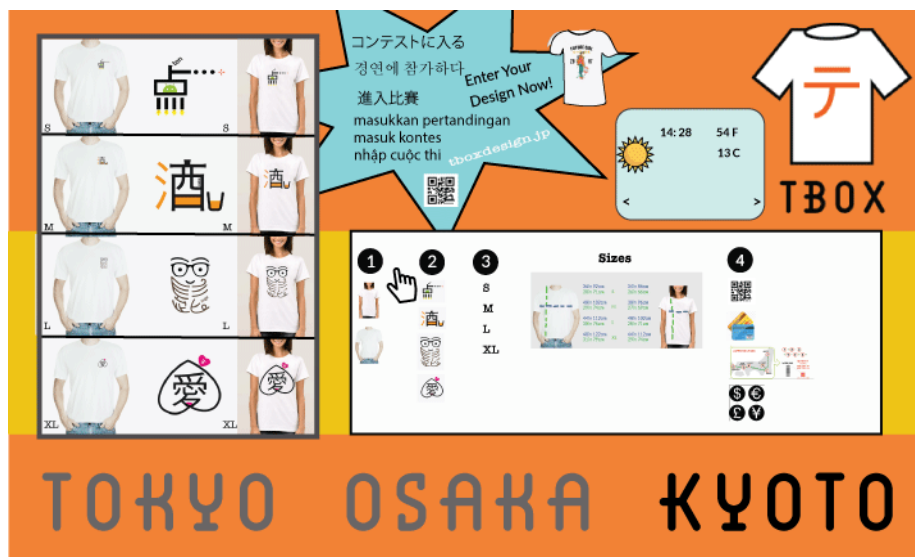 S
S
酒
M
M
L
L
愛
XL
XL
コンテストに入る
경연에 참가하다
進入比賽
masukkan pertandingan
masuk kontes
nhập cuộc thi
Enter Your
Design Now!
tboxdesign.jp
14:28 54 F
13 C
< >
テ
TBOX
1
2
3
Sizes
4
S
M
L
XL
酒
愛
$ €
£ ¥
TOKYO OSAKA KYOTO